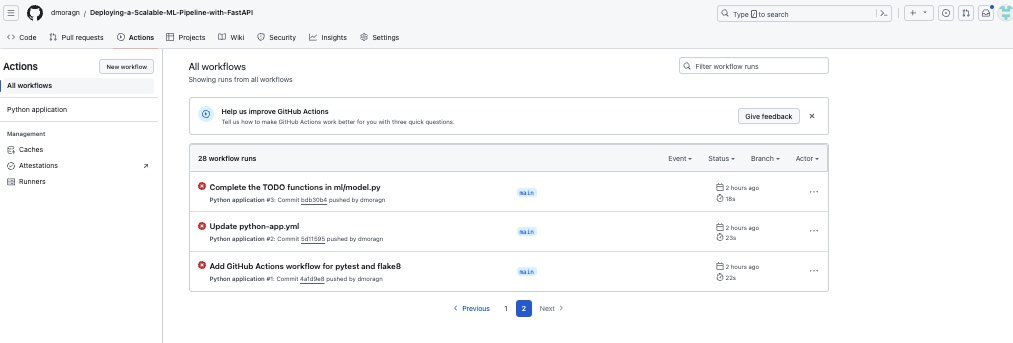 dmoragn / Deploying-a-Scalable-ML-Pipeline-with-FastAPI
Type / to search
Code Pull requests Actions Projects Wiki Security Insights Settings
Actions
New workflow
All workflows
Python application
Management
Caches
Attestations
Runners
All workflows
Showing runs from all workflows
Filter workflow runs
Help us improve GitHub Actions
Tell us how to make GitHub Actions work better for you with three quick questions.
Give feedback
28 workflow runs
Event Status Branch Actor
Complete the TODO functions in ml/model.py
Python application #3: Commit bdb30b4 pushed by dmoragn
main
2 hours ago
18s
Update python-app.yml
Python application #2: Commit 5d11595 pushed by dmoragn
main
2 hours ago
23s
Add GitHub Actions workflow for pytest and flake8
Python application #1: Commit 4a1d9e8 pushed by dmoragn
main
2 hours ago
22s
Previous 1 2 Next